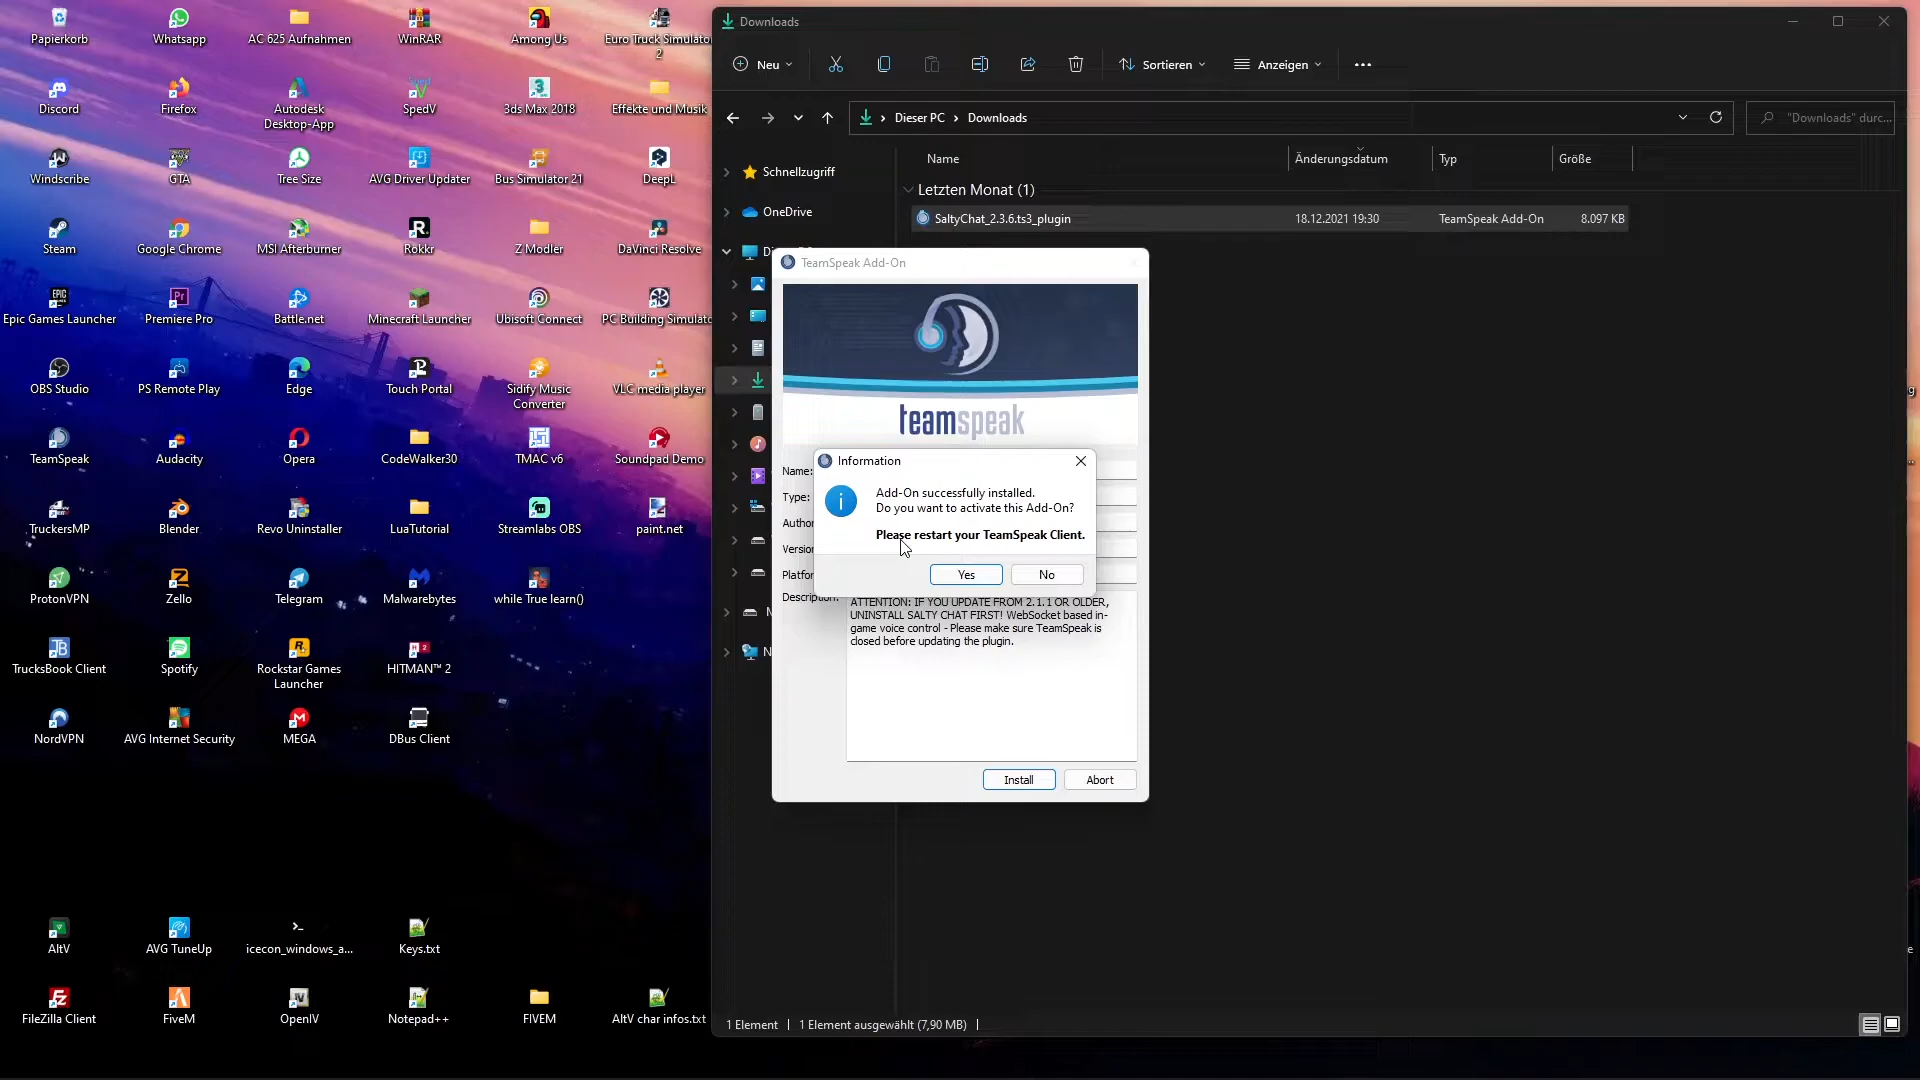 Papierkorb
Whatsapp
AC 625 Aufnahmen
WinRAR
Among Us
Euro Truck Simulato
2
Discord
Firefox
Autodesk
Desktop-App
SpedV
3ds Max 2018
Effekte und Musik
Windscribe
GTA
Tree Size
AVG Driver Updater
Bus Simulator 21
DeepL
Steam
Google Chrome
MSI Afterburner
Rokkr
Z Modler
DaVinci Resolve
Epic Games Launcher
Premiere Pro
Battle.net
Minecraft Launcher
Ubisoft Connect
PC Building Simulato
OBS Studio
PS Remote Play
Edge
Touch Portal
Sidify Music
Converter
VLC media player
TeamSpeak
Audacity
Opera
CodeWalker30
TMAC v6
Soundpad Demo
TruckersMP
Blender
Revo Uninstaller
LuaTutorial
Streamlabs OBS
paint.net
ProtonVPN
Zello
Telegram
Malwarebytes
while True learn()
TrucksBook Client
Spotify
Rockstar Games
Launcher
HITMAN™ 2
NordVPN
AVG Internet Security
MEGA
DBus Client
AltV
AVG TuneUp
icecon_windows_a...
Keys.txt
FileZilla Client
FiveM
OpenIV
Notepad++
FIVEM
AltV char infos.txt
Downloads
Neu
Sortieren
Anzeigen
Dieser PC
Downloads
"Downloads" durc...
Name
Änderungsdatum
Typ
Größe
Schnellzugriff
OneDrive
Letzten Monat (1)
SaltyChat_2.3.6.ts3_plugin
18.12.2021 19:30
TeamSpeak Add-On
8.097 KB
TeamSpeak Add-On
teamspeak
Name:
Type:
Autho
Versio
Platfo
Description:
Information
Add-On successfully installed.
Do you want to activate this Add-On?
Please restart your TeamSpeak Client.
Yes
No
ATTENTION: IF YOU UPDATE FROM 2.1.1 OR OLDER,
UNINSTALL SALTY CHAT FIRST! WebSocket based in-
game voice control - Please make sure TeamSpeak is
closed before updating the plugin.
Install
Abort
1 Element
1 Element ausgewählt (7,90 MB)